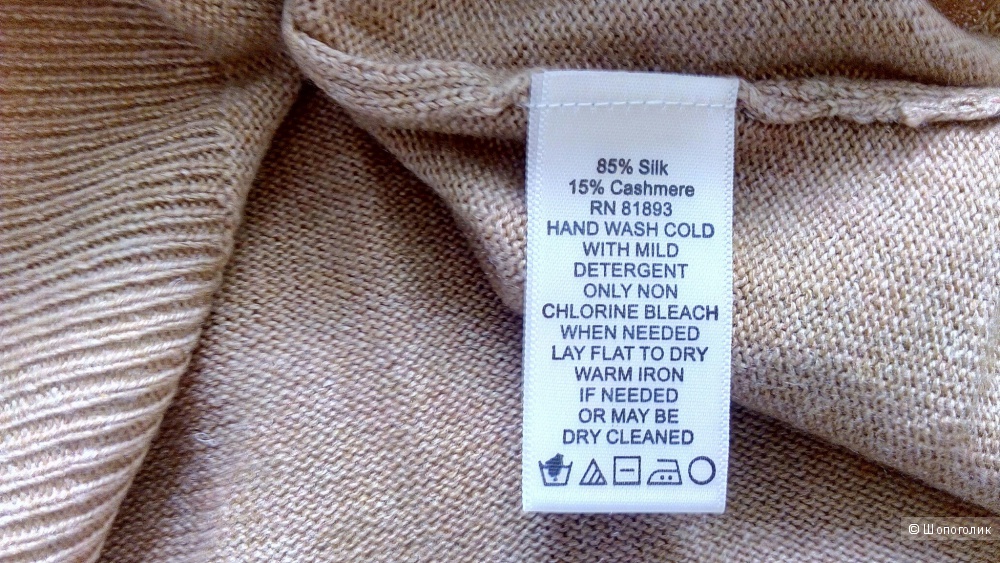 85% Silk
15% Cashmere
RN 81893
HAND WASH COLD
WITH MILD
DETERGENT
ONLY NON
CHLORINE BLEACH
WHEN NEEDED
LAY FLAT TO DRY
WARM IRON
IF NEEDED
OR MAY BE
DRY CLEANED
© Шопоголик